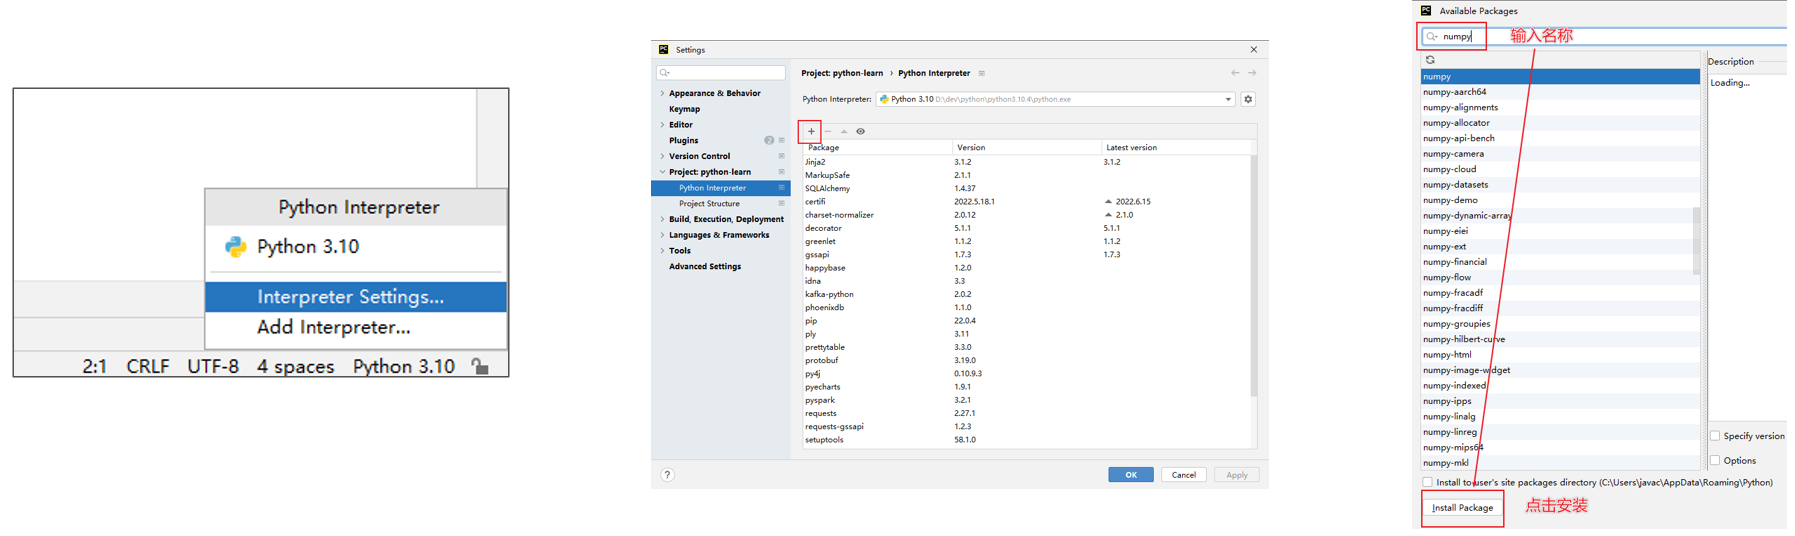 Python Interpreter
Python 3.10
Interpreter Settings...
Add Interpreter...
2:1 CRLF UTF-8 4 spaces Python 3.10
PC Settings
Appearance & Behavior
Keymap
Editor
Plugins 2
Version Control
Project: python-learn
Python Interpreter
Project Structure
Build, Execution, Deployment
Languages & Frameworks
Tools
Advanced Settings
Project: python-learn › Python Interpreter
Python Interpreter: Python 3.10 D:\dev\python\python3.10.4\python.exe
Package Version Latest version
Jinja2 3.1.2 3.1.2
MarkupSafe 2.1.1
SQLAlchemy 1.4.37
certifi 2022.5.18.1 2022.6.15
charset-normalizer 2.0.12 2.1.0
decorator 5.1.1 5.1.1
greenlet 1.1.2 1.1.2
gssapi 1.7.3 1.7.3
happybase 1.2.0
idna 3.3
kafka-python 2.0.2
phoenixdb 1.1.0
pip 22.0.4
ply 3.11
prettytable 3.3.0
protobuf 3.19.0
py4j 0.10.9.3
pyecharts 1.9.1
pyspark 3.2.1
requests 2.27.1
requests-gssapi 1.2.3
setuptools 58.1.0
? OK Cancel Apply
PC Available Packages
numpy 输入名称
numpy
numpy-aarch64
numpy-alignments
numpy-allocator
numpy-api-bench
numpy-camera
numpy-cloud
numpy-datasets
numpy-demo
numpy-dynamic-array
numpy-eiei
numpy-ext
numpy-financial
numpy-flow
numpy-fracadf
numpy-fracdiff
numpy-groupies
numpy-hilbert-curve
numpy-html
numpy-image-widget
numpy-indexed
numpy-ipps
numpy-linalg
numpy-linreg
numpy-mips64
numpy-mkl
Description
Loading...
Specify version
Options
Install to user's site packages directory (C:\Users\javac\AppData\Roaming\Python)
Install Package 点击安装